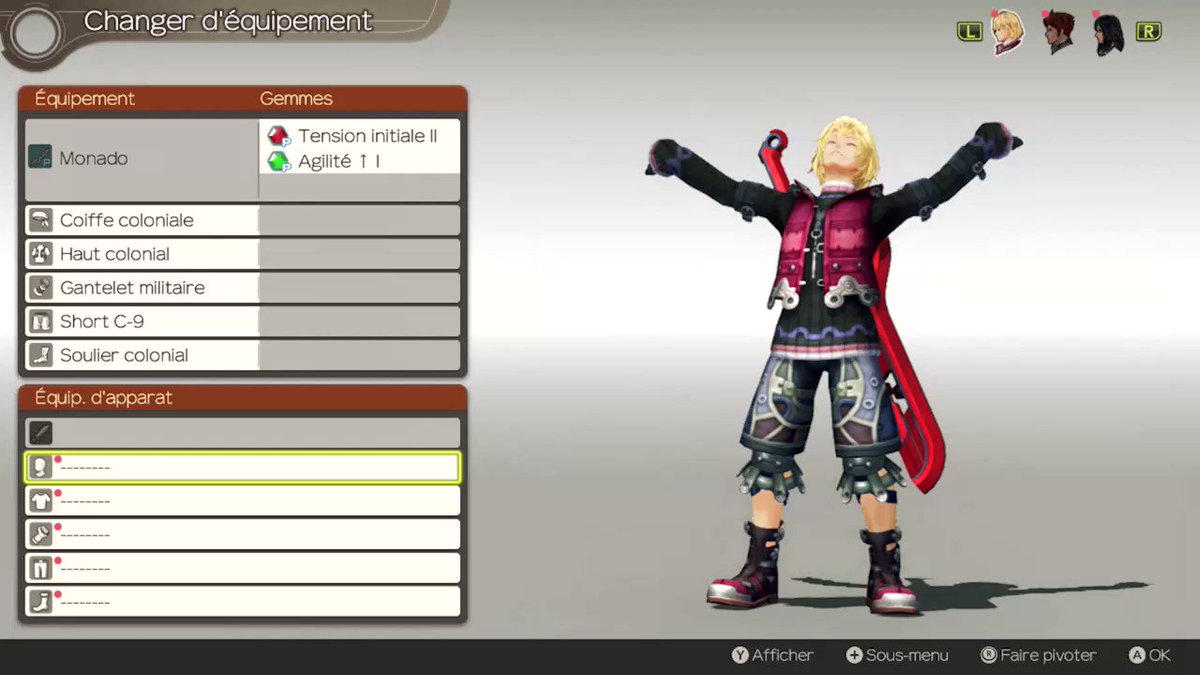 Changer d'équipement
L R
Équipement Gemmes
Monado
Tension initiale II
Agilité ↑ I
Coiffe coloniale
Haut colonial
Gantelet militaire
Short C-9
Soulier colonial
Équip. d'apparat
--------
--------
--------
--------
--------
Y Afficher + Sous-menu R Faire pivoter A OK